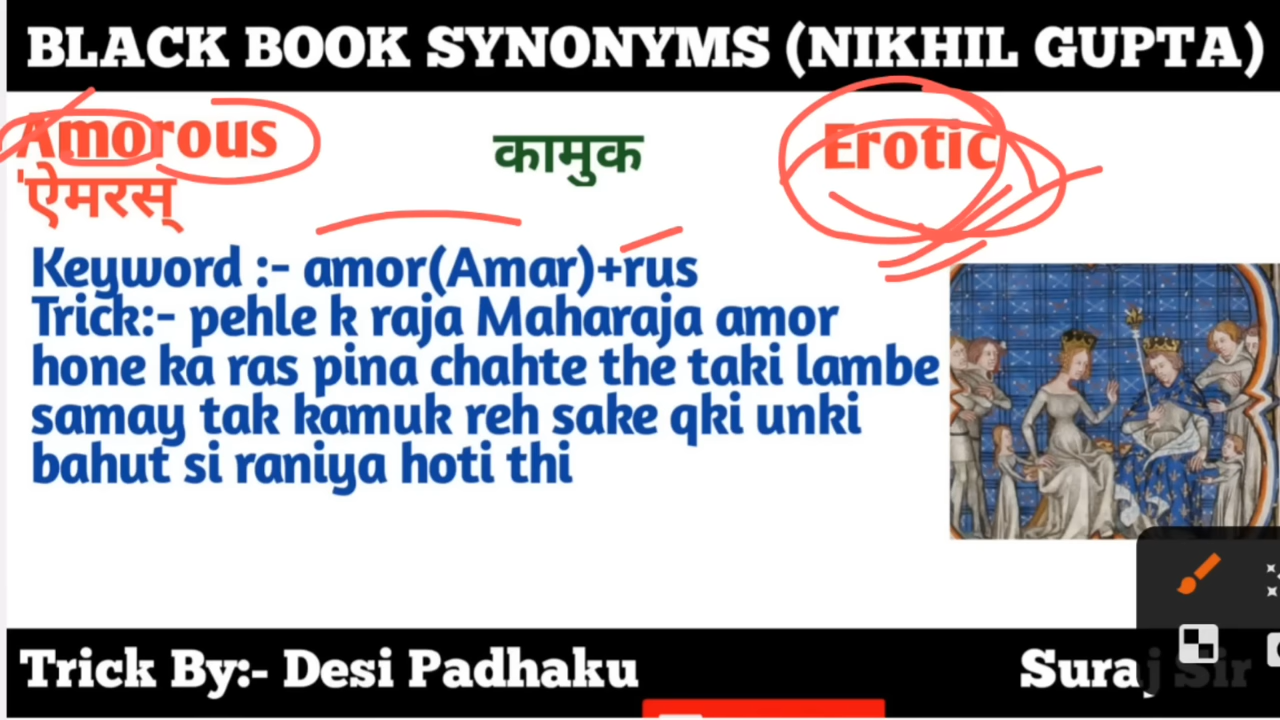 BLACK BOOK SYNONYMS (NIKHIL GUPTA)
Amorous कामुक Erotic
'ऐमरस्
Keyword :- amor(Amar)+rus
Trick:- pehle k raja Maharaja amor
hone ka ras pina chahte the taki lambe
samay tak kamuk reh sake qki unki
bahut si raniya hoti thi
Trick By:- Desi Padhaku Suraj Sir